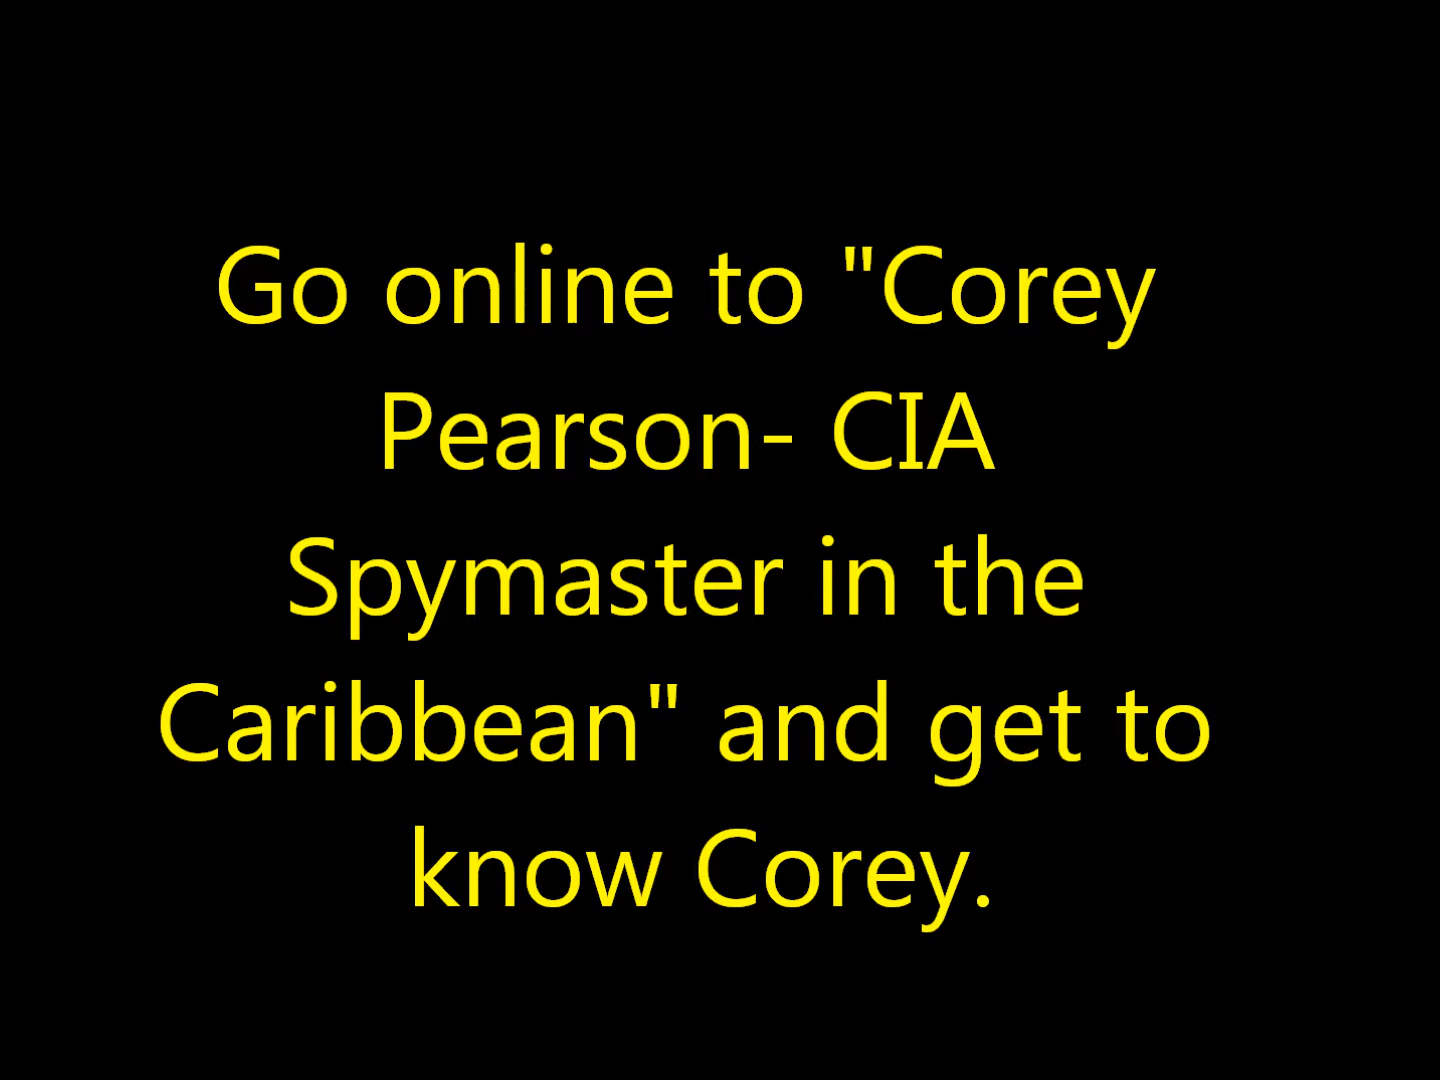 Go online to "Corey
Pearson- CIA
Spymaster in the
Caribbean" and get to
know Corey.